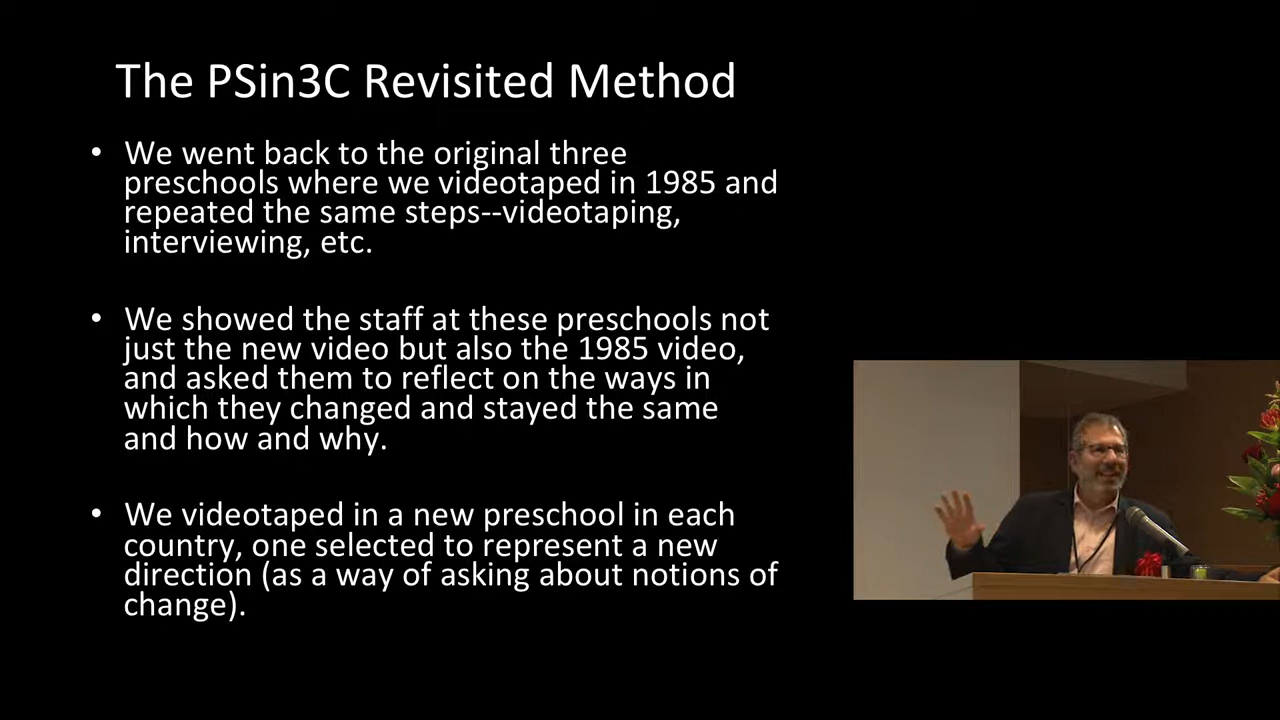 The PSin3C Revisited Method
• We went back to the original three
preschools where we videotaped in 1985 and
repeated the same steps--videotaping,
interviewing, etc.
• We showed the staff at these preschools not
just the new video but also the 1985 video,
and asked them to reflect on the ways in
which they changed and stayed the same
and how and why.
• We videotaped in a new preschool in each
country, one selected to represent a new
direction (as a way of asking about notions of
change).